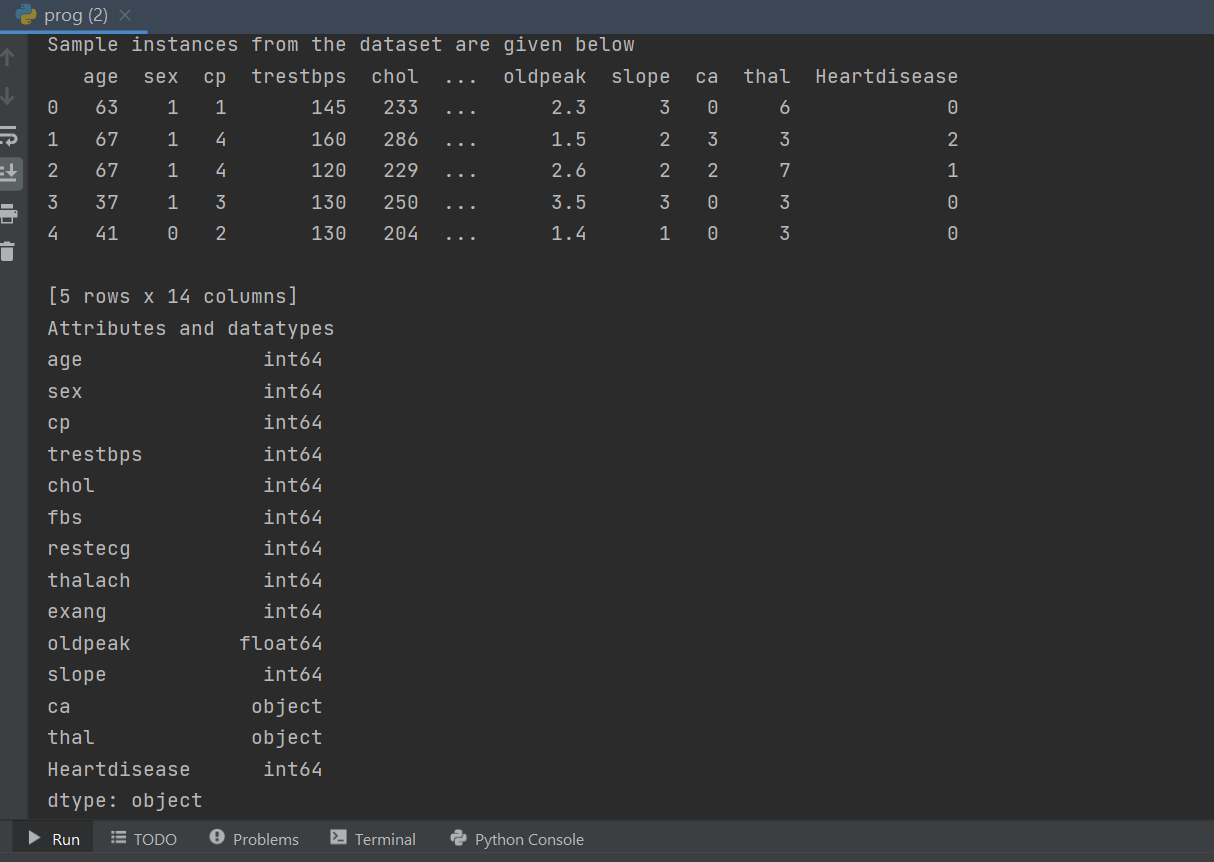 prog (2)
Sample instances from the dataset are given below
   age  sex  cp  trestbps  chol  ...  oldpeak  slope  ca  thal  Heartdisease
0   63    1   1       145   233  ...      2.3      3   0     6             0
1   67    1   4       160   286  ...      1.5      2   3     3             2
2   67    1   4       120   229  ...      2.6      2   2     7             1
3   37    1   3       130   250  ...      3.5      3   0     3             0
4   41    0   2       130   204  ...      1.4      1   0     3             0
[5 rows x 14 columns]
Attributes and datatypes
age               int64
sex               int64
cp                int64
trestbps          int64
chol              int64
fbs               int64
restecg           int64
thalach           int64
exang             int64
oldpeak         float64
slope             int64
ca               object
thal             object
Heartdisease      int64
dtype: object
Run TODO Problems Terminal Python Console